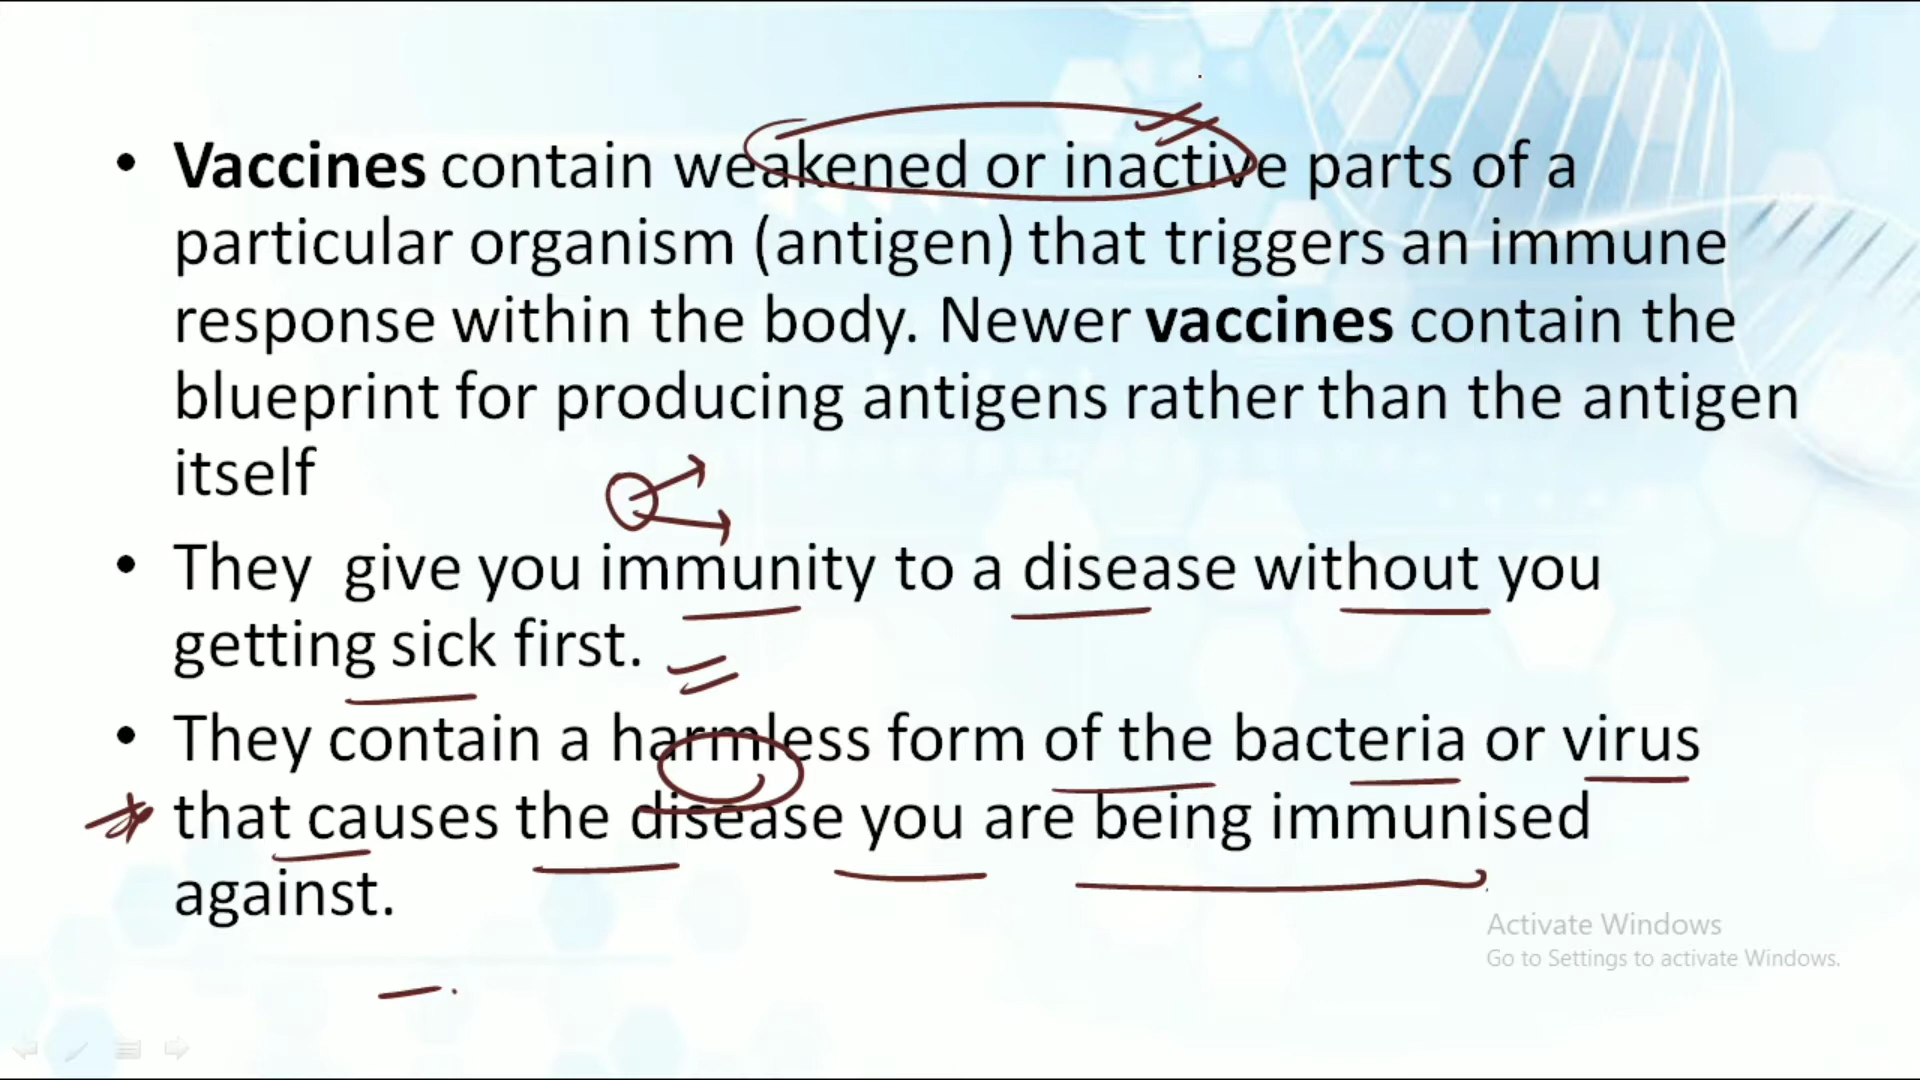 • Vaccines contain weakened or inactive parts of a
particular organism (antigen) that triggers an immune
response within the body. Newer vaccines contain the
blueprint for producing antigens rather than the antigen
itself
• They give you immunity to a disease without you
getting sick first.
• They contain a harmless form of the bacteria or virus
that causes the disease you are being immunised
against.
Activate Windows
Go to Settings to activate Windows.